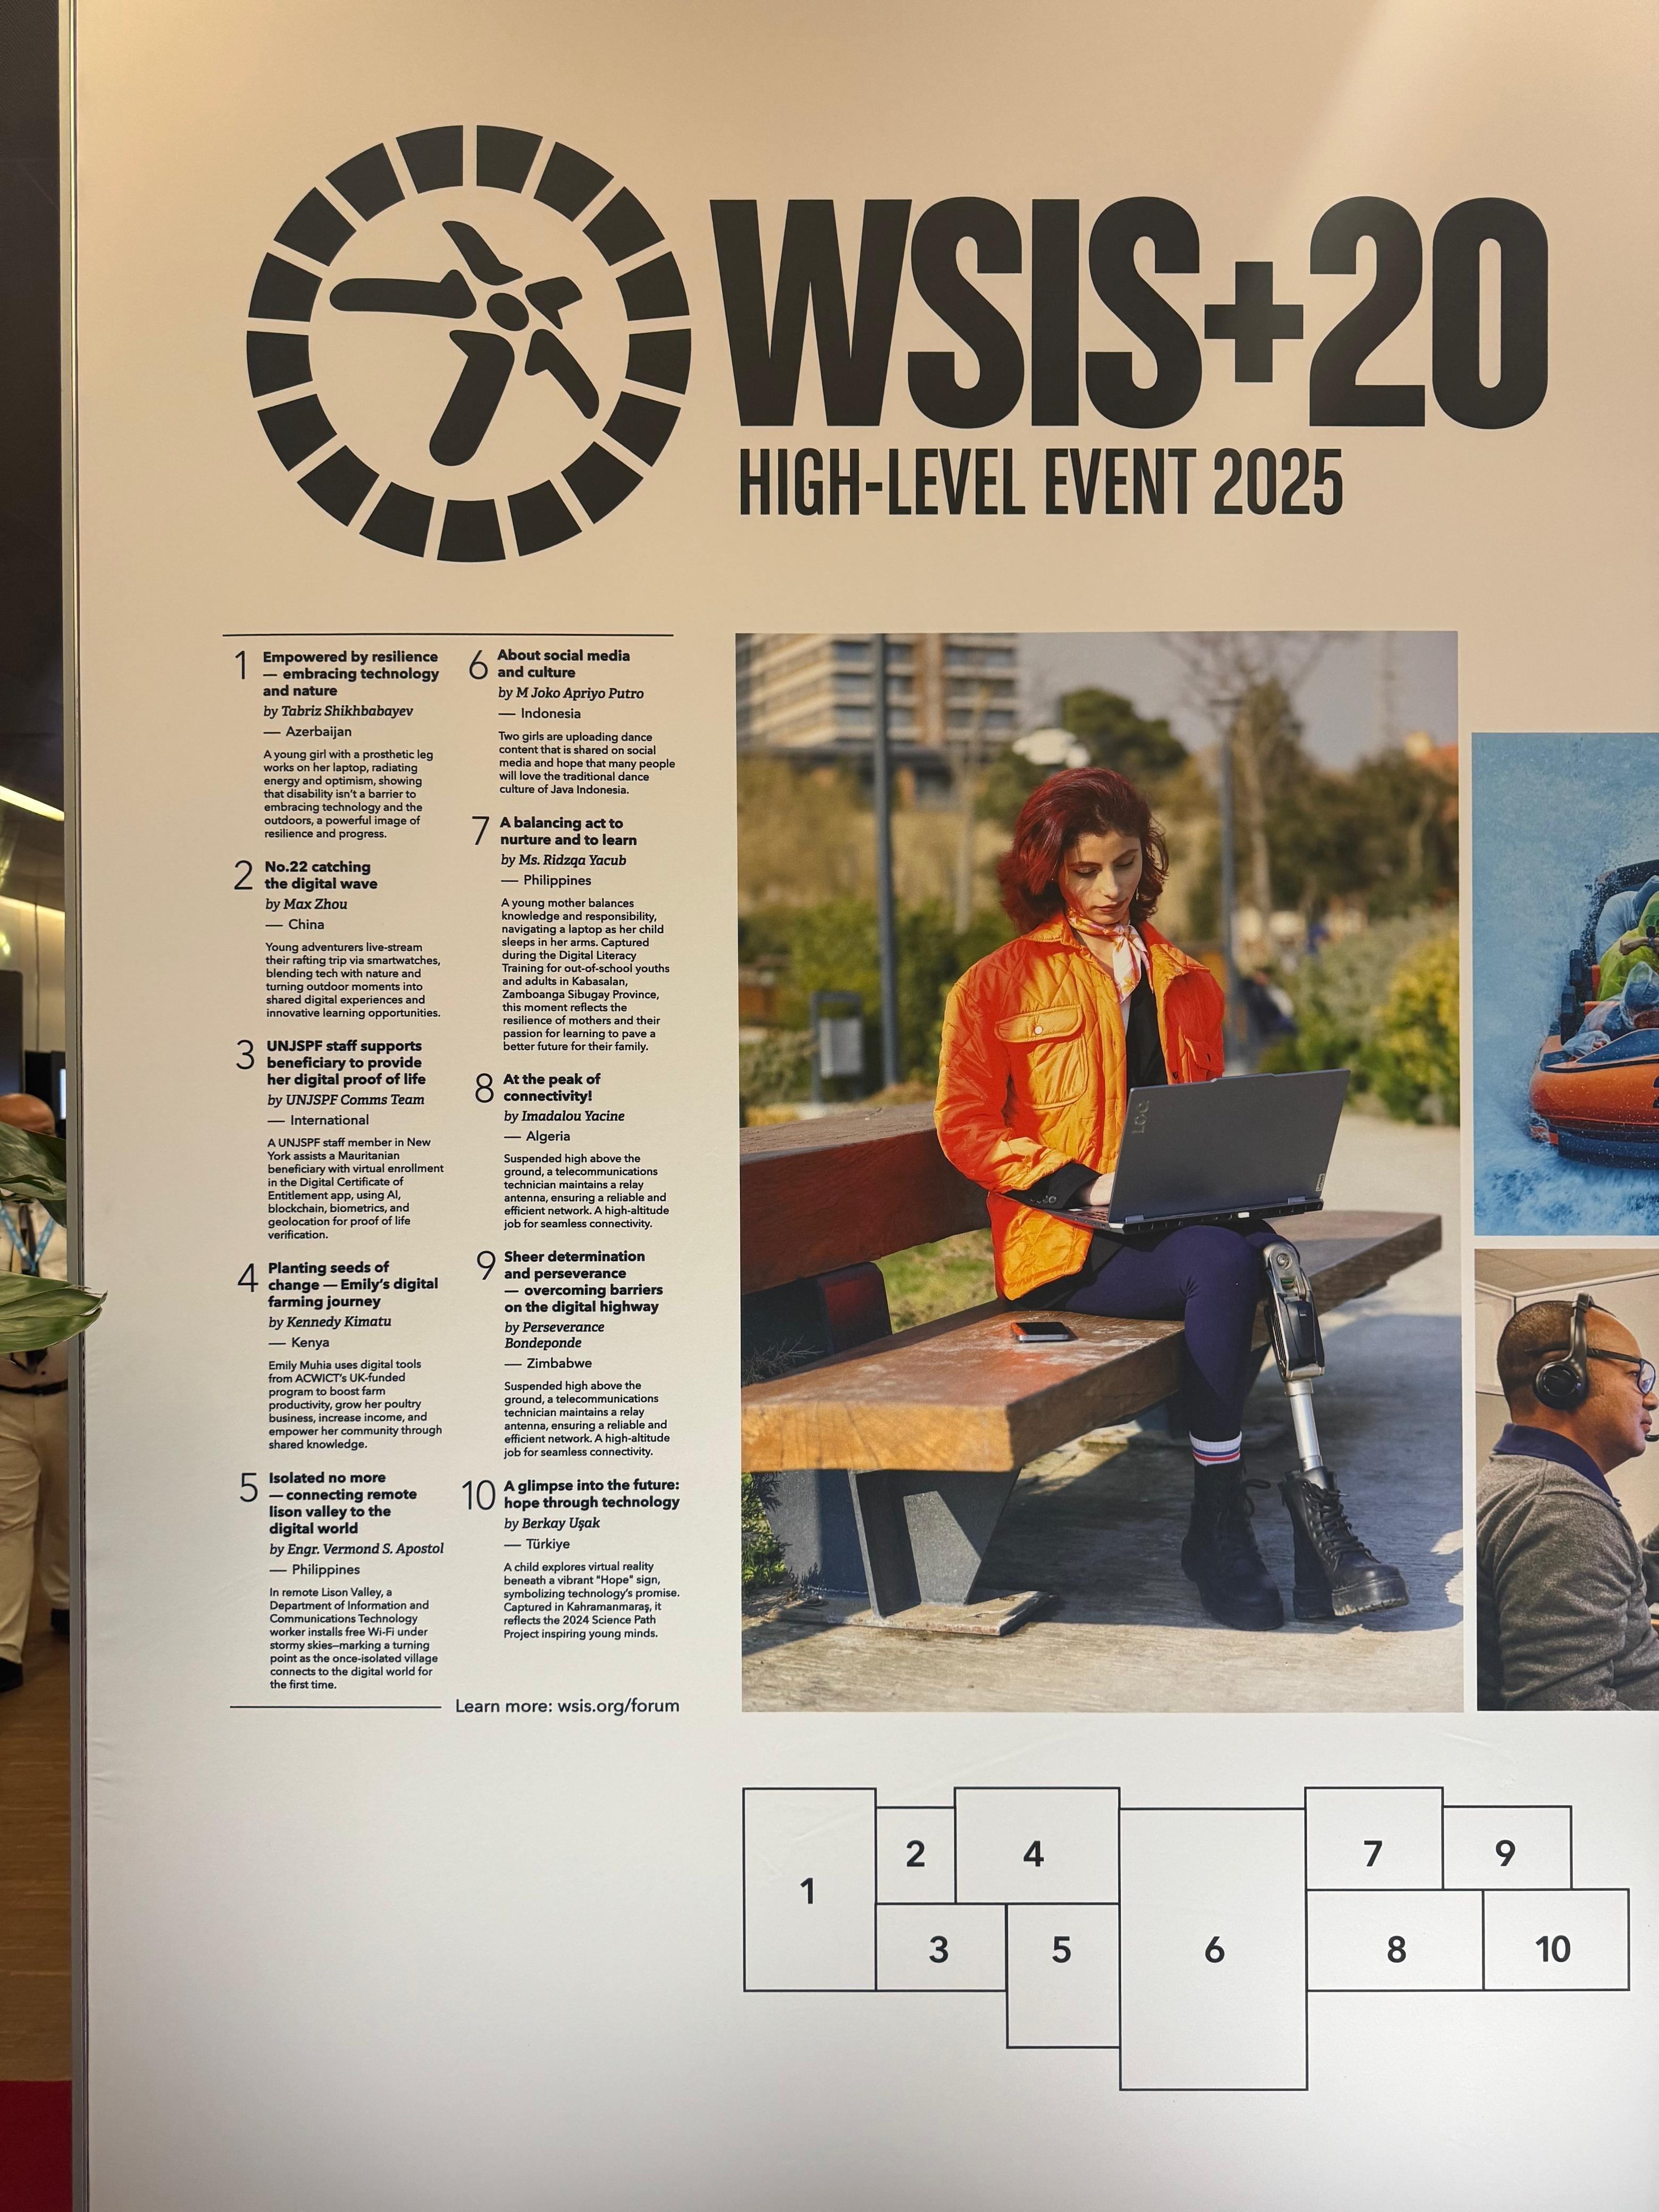 WSIS+20
HIGH-LEVEL EVENT 2025
1
Empowered by resilience
— embracing technology
and nature
by Tabriz Shikhbabayev
— Azerbaijan
A young girl with a prosthetic leg
works on her laptop, radiating
energy and optimism, showing
that disability isn't a barrier to
embracing technology and the
outdoors, a powerful image of
resilience and progress.
2
No.22 catching
the digital wave
by Max Zhou
— China
Young adventurers live-stream
their rafting trip via smartwatches,
blending tech with nature and
turning outdoor moments into
shared digital experiences and
innovative learning opportunities.
3
UNJSPF staff supports
beneficiary to provide
her digital proof of life
by UNJSPF Comms Team
— International
A UNJSPF staff member in New
York assists a Mauritanian
beneficiary with virtual enrollment
in the Digital Certificate of
Entitlement app, using AI,
blockchain, biometrics, and
geolocation for proof of life
verification.
4
Planting seeds of
change — Emily's digital
farming journey
by Kennedy Kimatu
— Kenya
Emily Muhia uses digital tools
from ACWICT's UK-funded
program to boost farm
productivity, grow her poultry
business, increase income, and
empower her community through
shared knowledge.
5
Isolated no more
— connecting remote
lison valley to the
digital world
by Engr. Vermond S. Apostol
— Philippines
In remote Lison Valley, a
Department of Information and
Communications Technology
worker installs free Wi-Fi under
stormy skies—marking a turning
point as the once-isolated village
connects to the digital world for
the first time.
6
About social media
and culture
by M Joko Apriyo Putro
— Indonesia
Two girls are uploading dance
content that is shared on social
media and hope that many people
will love the traditional dance
culture of Java Indonesia.
7
A balancing act to
nurture and to learn
by Ms. Ridzqa Yacub
— Philippines
A young mother balances
knowledge and responsibility,
navigating a laptop as her child
sleeps in her arms. Captured
during the Digital Literacy
Training for out-of-school youths
and adults in Kabasalan,
Zamboanga Sibugay Province,
this moment reflects the
resilience of mothers and their
passion for learning to pave a
better future for their family.
8
At the peak of
connectivity!
by Imadalou Yacine
— Algeria
Suspended high above the
ground, a telecommunications
technician maintains a relay
antenna, ensuring a reliable and
efficient network. A high-altitude
job for seamless connectivity.
9
Sheer determination
and perseverance
— overcoming barriers
on the digital highway
by Perseverance
Bondeponde
— Zimbabwe
Suspended high above the
ground, a telecommunications
technician maintains a relay
antenna, ensuring a reliable and
efficient network. A high-altitude
job for seamless connectivity.
10
A glimpse into the future:
hope through technology
by Berkay Uşak
— Türkiye
A child explores virtual reality
beneath a vibrant "Hope" sign,
symbolizing technology's promise.
Captured in Kahramanmaraş, it
reflects the 2024 Science Path
Project inspiring young minds.
Learn more: wsis.org/forum
LOQ
1
2
4
7
9
3
5
6
8
10